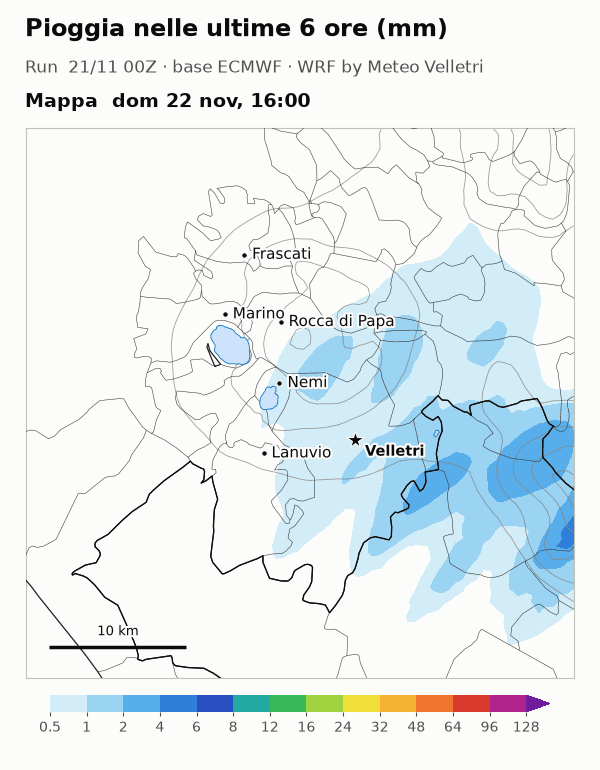 Pioggia nelle ultime 6 ore (mm)
Run 21/11 00Z · base ECMWF · WRF by Meteo Velletri
Mappa dom 22 nov, 16:00
Frascati
Marino
Rocca di Papa
Nemi
Velletri
Lanuvio
10 km
0.5 1 2 4 6 8 12 16 24 32 48 64 96 128